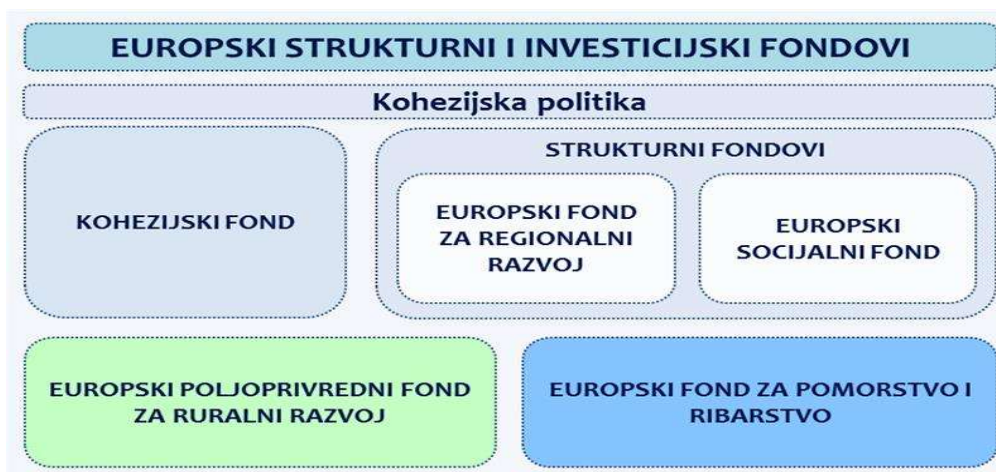 EUROPSKI STRUKTURNI I INVESTICIJSKI FONDOVI
Kohezijska politika
KOHEZIJSKI FOND
STRUKTURNI FONDOVI
EUROPSKI FOND
ZA REGIONALNI
RAZVOJ
EUROPSKI
SOCIJALNI FOND
EUROPSKI POLJOPRIVREDNI FOND
ZA RURALNI RAZVOJ
EUROPSKI FOND ZA POMORSTVO I
RIBARSTVO